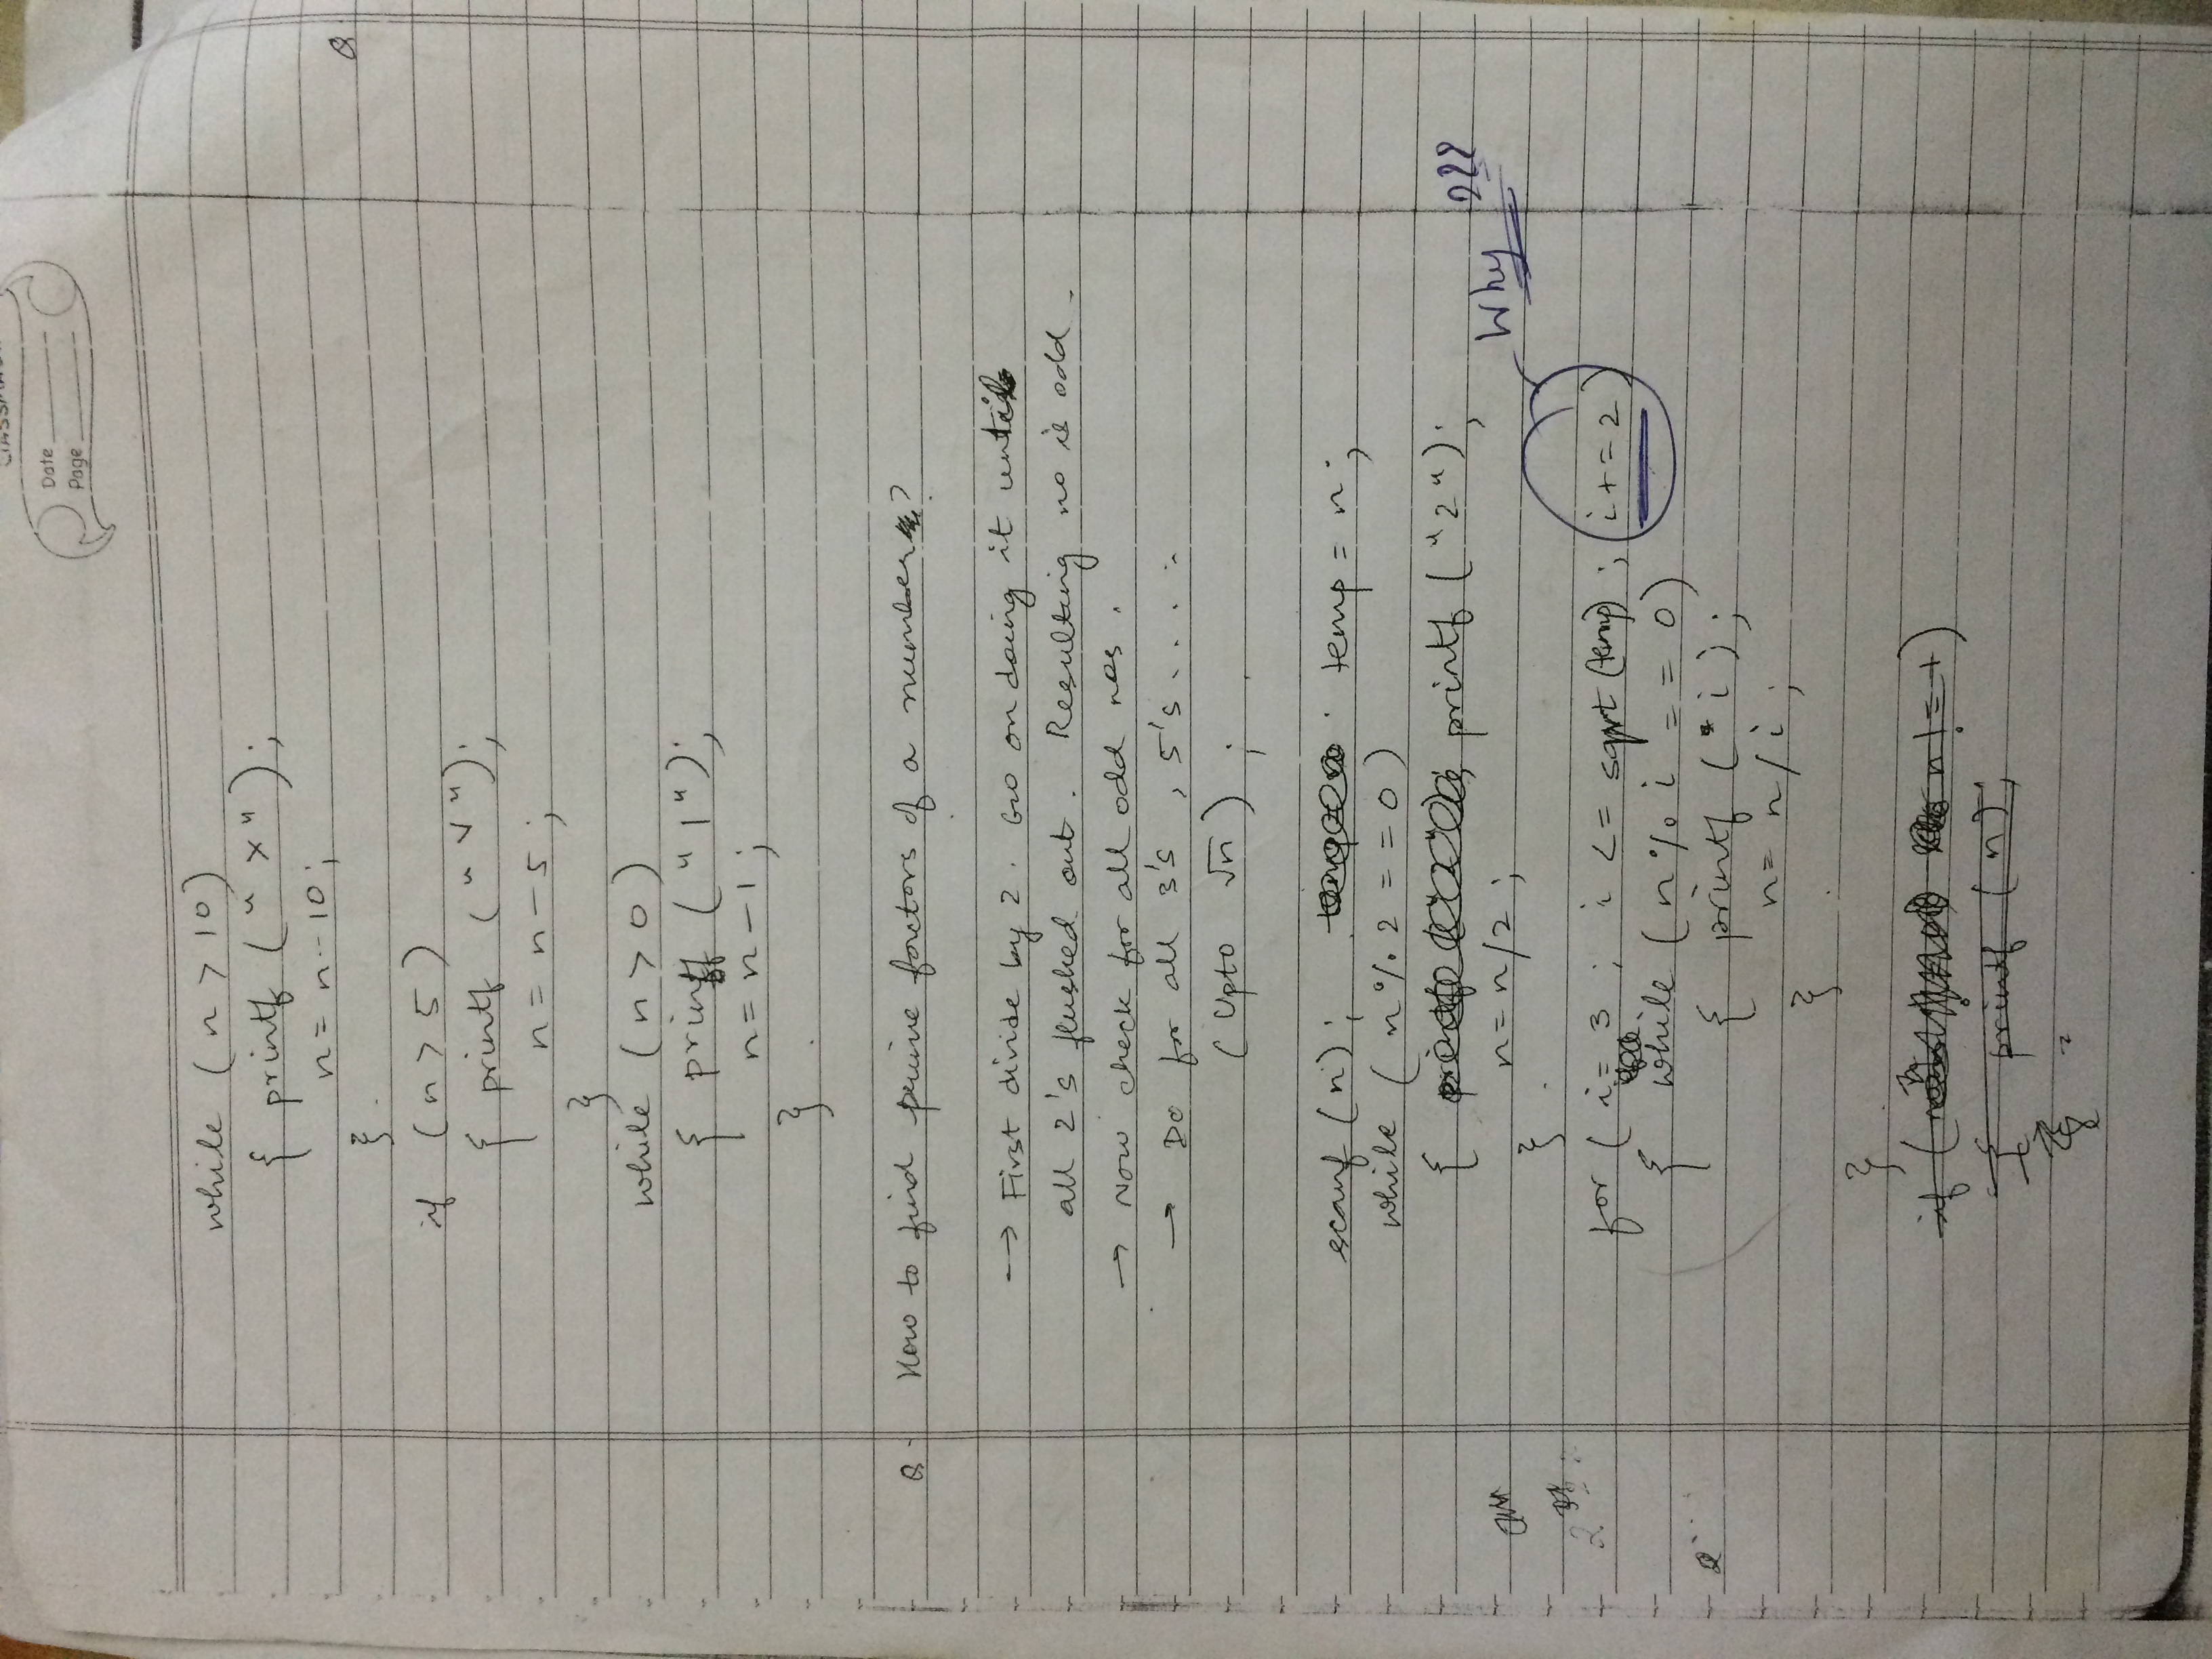 Date
Page
while (n > 10)
{ printf ("X");
n = n-10;
}
Q
if (n > 5)
{ printf ("V");
n = n-5;
}
while (n > 0)
{ printf ("I");
n = n-1;
}
Q- How to find prime factors of a number ?
→ First divide by 2. Go on doing it until
all 2's flushed out. Resulting no is odd.
→ Now check for all odd nos.
→ Do for all 3's, 5's.....
(Upto √n) ;
scanf (n); temp = n;
while (n % 2 == 0)
{ printf ("2");
n = n/2;
}
Why ???
for ( i = 3 ; i <= sqrt (temp) ; i += 2 )
{ while (n % i == 0)
{ printf (" i);
n = n/i;
}
}
if ( n != 1)
{ printf (n);